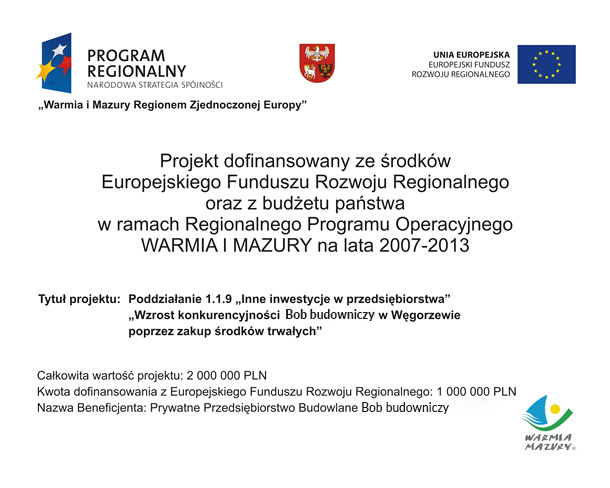 PROGRAM
REGIONALNY
NARODOWA STRATEGIA SPÓJNOŚCI
UNIA EUROPEJSKA
EUROPEJSKI FUNDUSZ
ROZWOJU REGIONALNEGO
„Warmia i Mazury Regionem Zjednoczonej Europy”
Projekt dofinansowany ze środków
Europejskiego Funduszu Rozwoju Regionalnego
oraz z budżetu państwa
w ramach Regionalnego Programu Operacyjnego
WARMIA I MAZURY na lata 2007-2013
Tytuł projektu: Poddziałanie 1.1.9 „Inne inwestycje w przedsiębiorstwa”
„Wzrost konkurencyjności Bob budowniczy w Węgorzewie
poprzez zakup środków trwałych”
Całkowita wartość projektu: 2 000 000 PLN
Kwota dofinansowania z Europejskiego Funduszu Rozwoju Regionalnego: 1 000 000 PLN
Nazwa Beneficjenta: Prywatne Przedsiębiorstwo Budowlane Bob budowniczy
WARMIA
MAZURY®